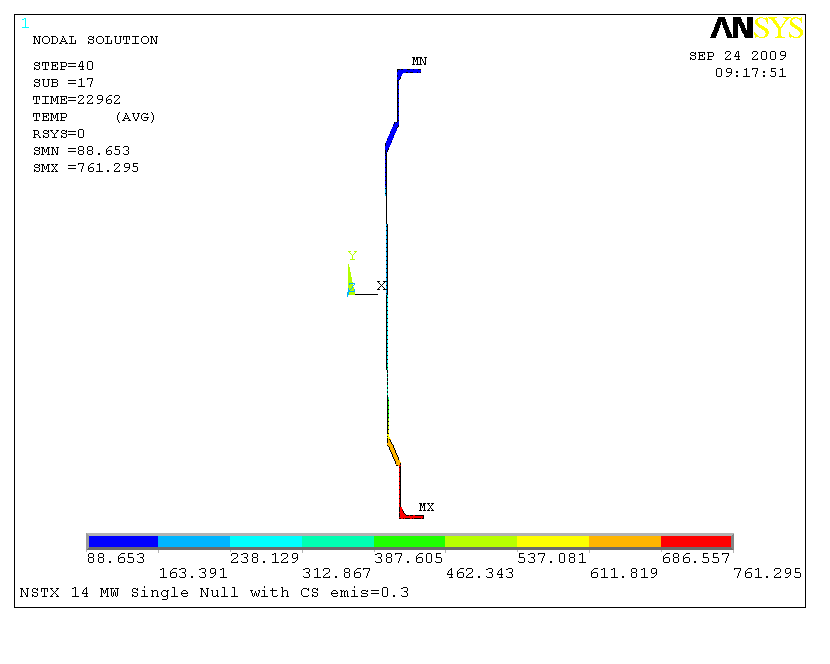 1
ANSYS
NODAL SOLUTION
SEP 24 2009
09:17:51
STEP=40
SUB =17
TIME=22962
TEMP (AVG)
RSYS=0
SMN =88.653
SMX =761.295
MN
Y
Z
X
MX
88.653 238.129 387.605 537.081 686.557
163.391 312.867 462.343 611.819 761.295
NSTX 14 MW Single Null with CS emis=0.3